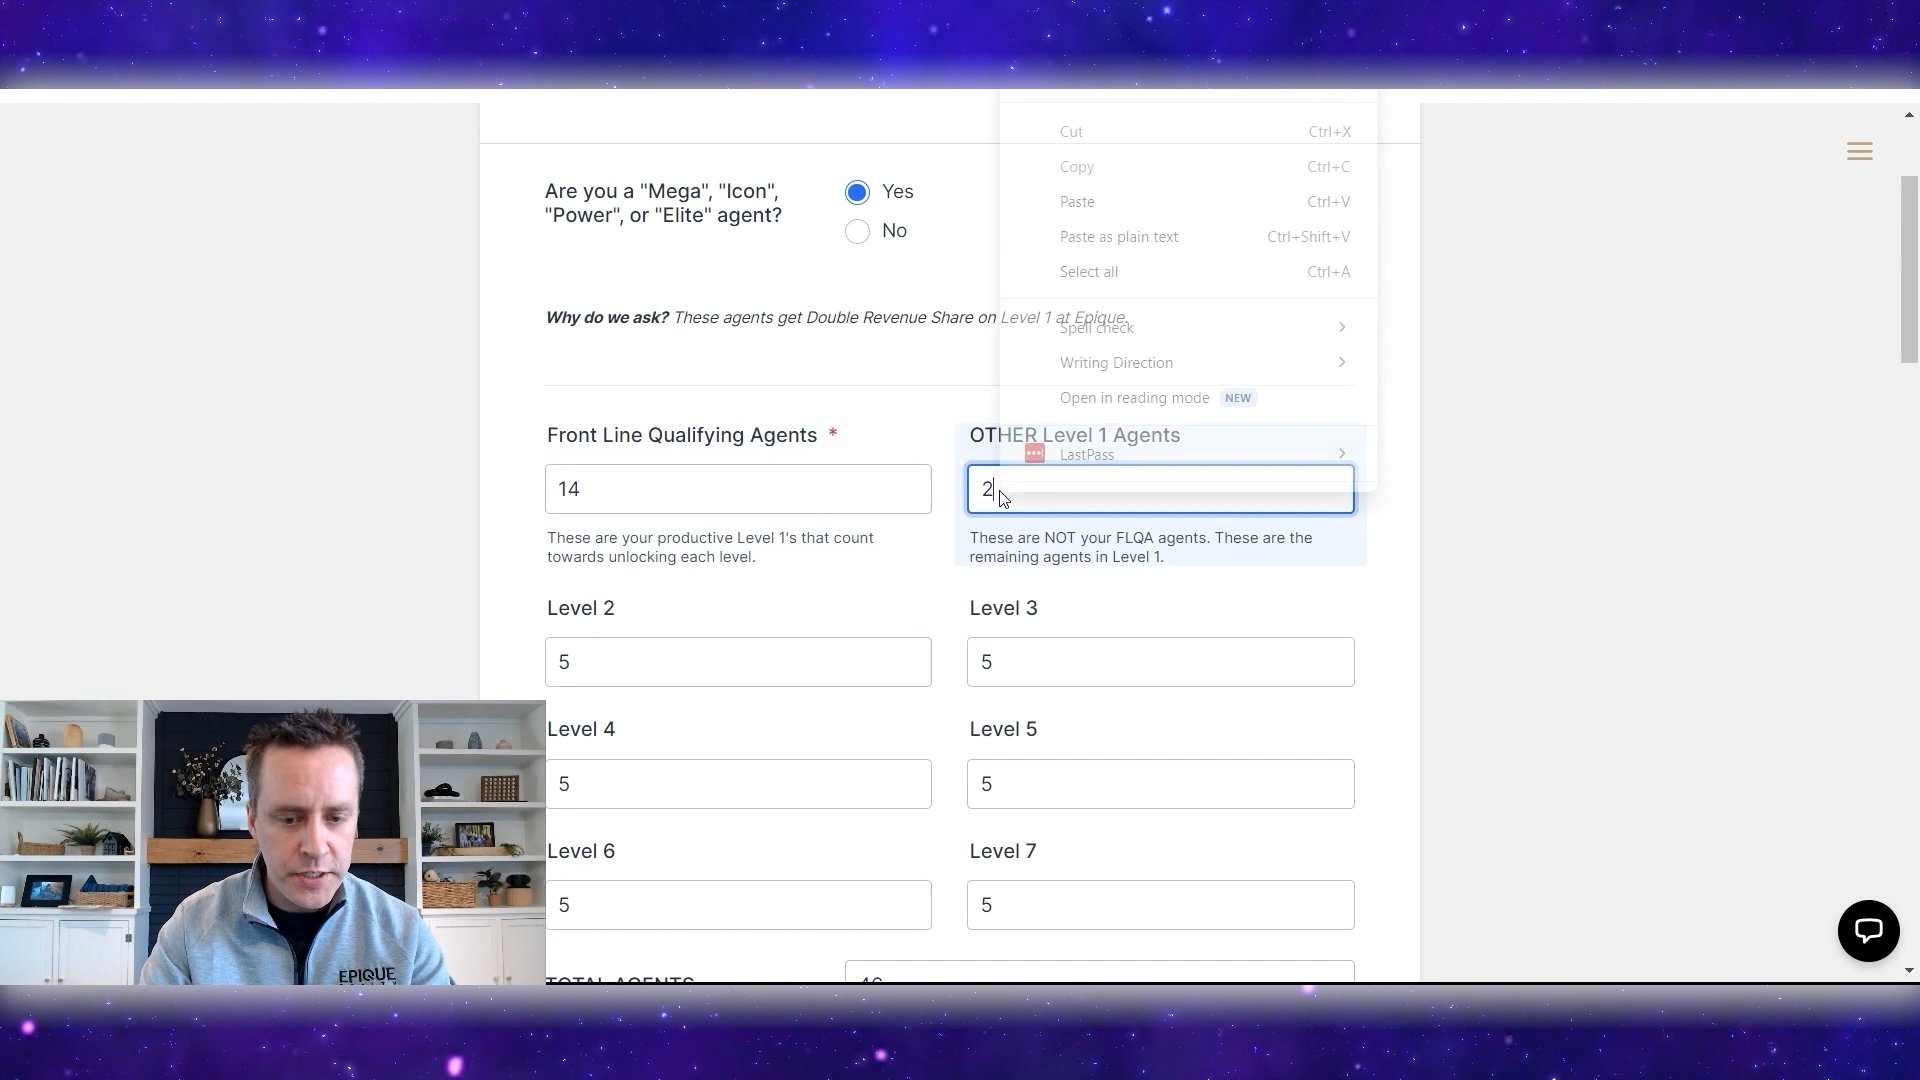 Cut Ctrl+X
Copy Ctrl+C
Paste Ctrl+V
Paste as plain text Ctrl+Shift+V
Select all Ctrl+A
Spell check
Writing Direction
Open in reading mode NEW
LastPass
Are you a "Mega", "Icon",
"Power", or "Elite" agent?
Yes
No
Why do we ask? These agents get Double Revenue Share on Level 1 at Epique.
Front Line Qualifying Agents *
14
These are your productive Level 1's that count
towards unlocking each level.
OTHER Level 1 Agents
2
These are NOT your FLQA agents. These are the
remaining agents in Level 1.
Level 2
5
Level 3
5
Level 4
5
Level 5
5
Level 6
5
Level 7
5
TOTAL AGENTS
46
EPIQUE